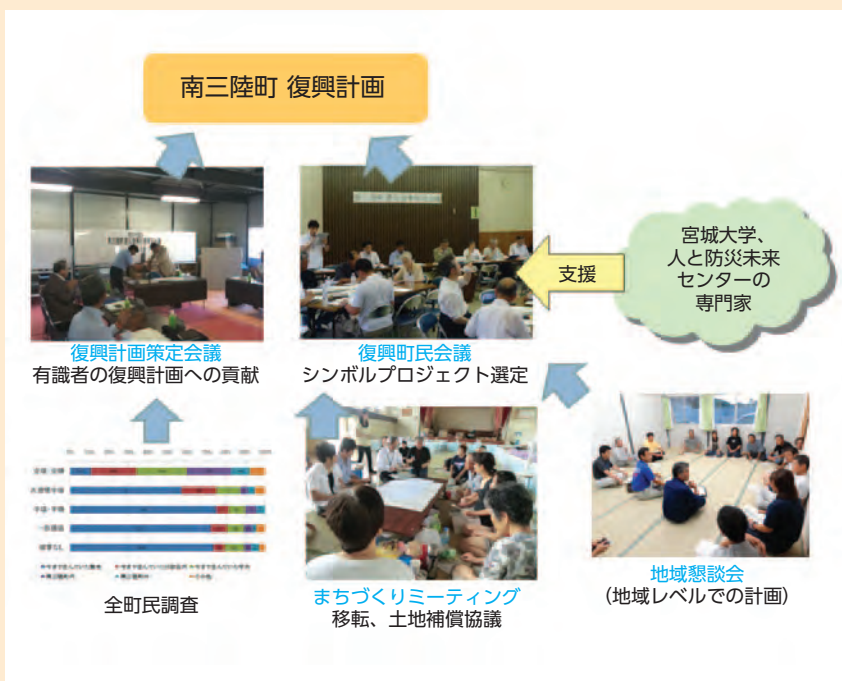 南三陸町 復興計画
支援
宮城大学、
人と防災未来
センターの
専門家
復興計画策定会議
有識者の復興計画への貢献
復興町民会議
シンボルプロジェクト選定
全町民調査
まちづくりミーティング
移転、土地補償協議
地域懇談会
(地域レベルでの計画)